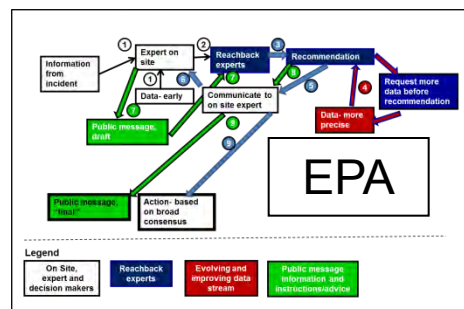 1
Expert on
site
2
Reachback
experts
3
Recommendation
Information
from
incident
1
6
7
8
5
4
Request more
data before
recommendation
Data- early
Communicate to
on site expert
Data- more
precise
7
Public message,
draft
9
9
EPA
Public message,
"final"
Action- based
on broad
consensus
Legend
On Site,
expert and
decision makers
Reachback
experts
Evolving and
improving data
stream
Public message
information and
instructions/advice